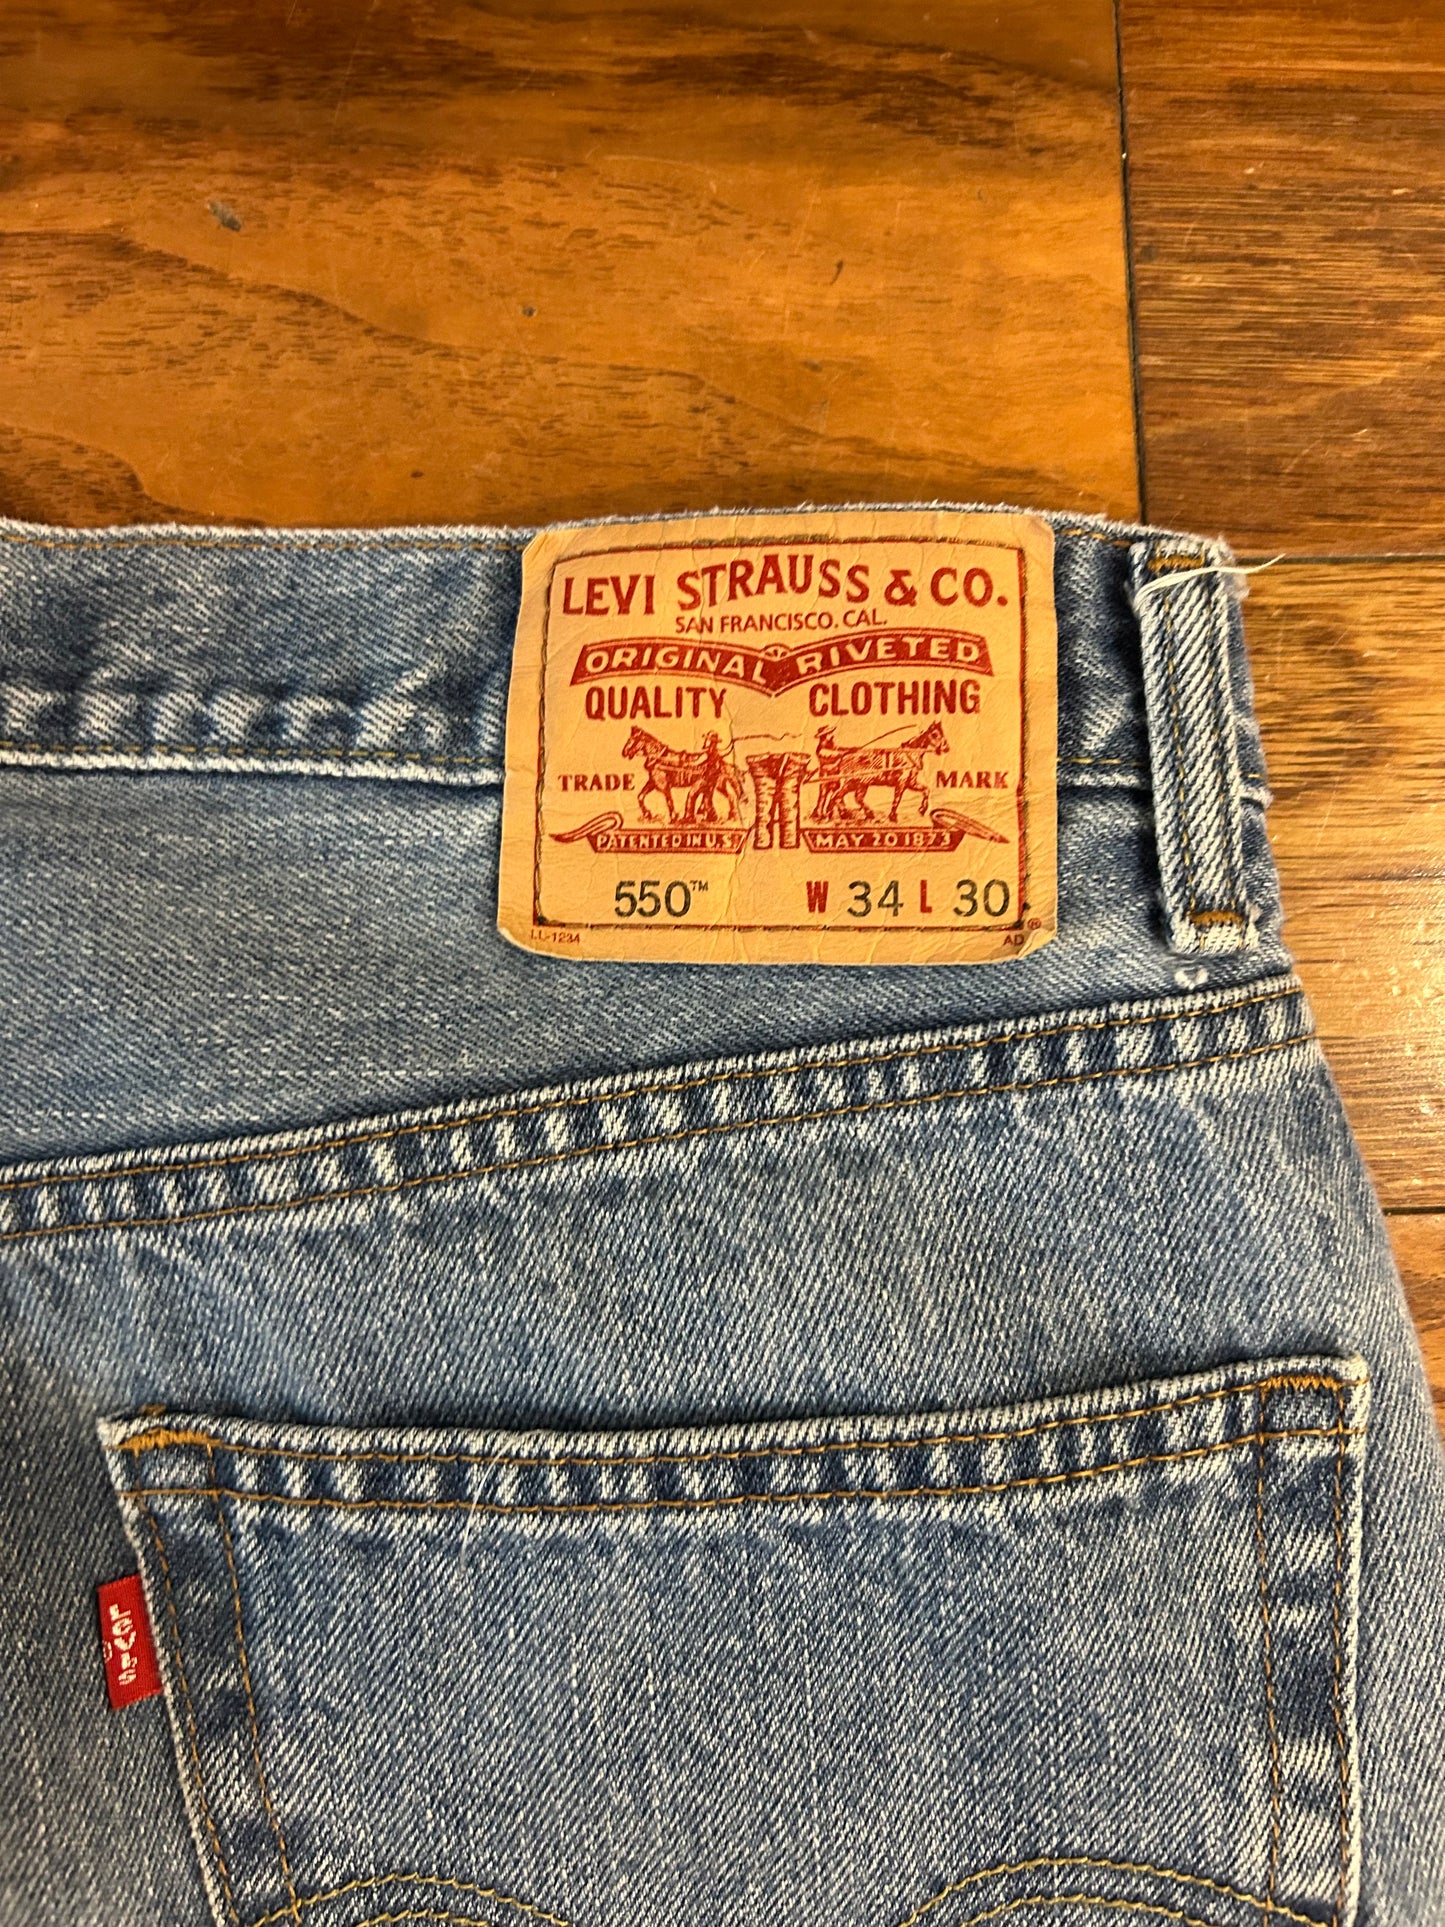 LEVI STRAUSS & CO.
SAN FRANCISCO. CAL.
ORIGINAL RIVETED
QUALITY CLOTHING
TRADE MARK
PATENTED IN U.S. MAY 20 1873
550™ W 34 L 30
LL-1234 AD ®
LEVI'S